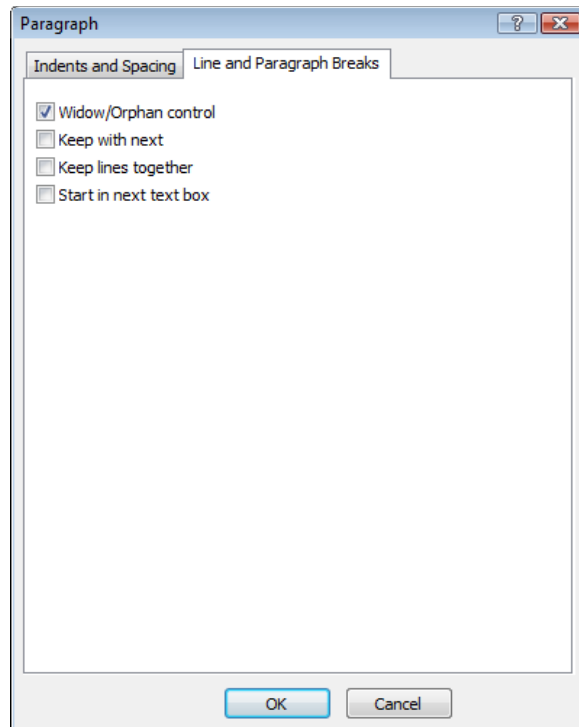 Paragraph
Indents and Spacing Line and Paragraph Breaks
Widow/Orphan control
Keep with next
Keep lines together
Start in next text box
OK Cancel